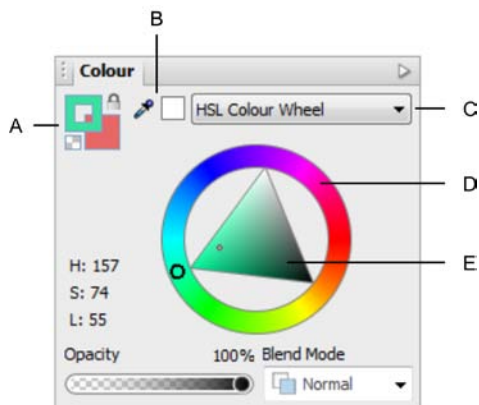 B
Colour
A
HSL Colour Wheel
C
D
E
H: 157
S: 74
L: 55
Opacity 100% Blend Mode
Normal